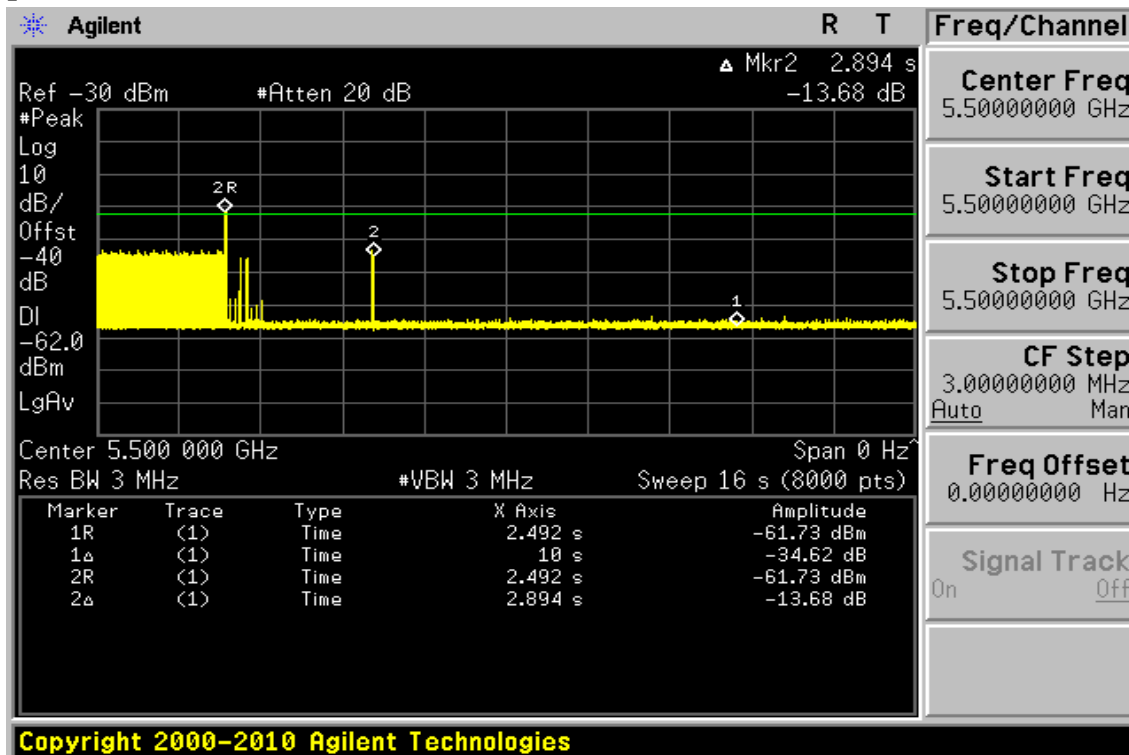 Agilent R T
Freq/Channel
Δ Mkr2 2.894 s
Ref -30 dBm #Atten 20 dB -13.68 dB
#Peak
Log
10
dB/
Offst
-40
dB
DI
-62.0
dBm
LgAv
2R
2
1
Center 5.500 000 GHz Span 0 Hz^
Res BW 3 MHz #VBW 3 MHz Sweep 16 s (8000 pts)
Marker Trace Type X Axis Amplitude
1R (1) Time 2.492 s -61.73 dBm
1Δ (1) Time 10 s -34.62 dB
2R (1) Time 2.492 s -61.73 dBm
2Δ (1) Time 2.894 s -13.68 dB
Center Freq
5.50000000 GHz
Start Freq
5.50000000 GHz
Stop Freq
5.50000000 GHz
CF Step
3.00000000 MHz
Auto Man
Freq Offset
0.00000000 Hz
Signal Track
On Off
Copyright 2000-2010 Agilent Technologies